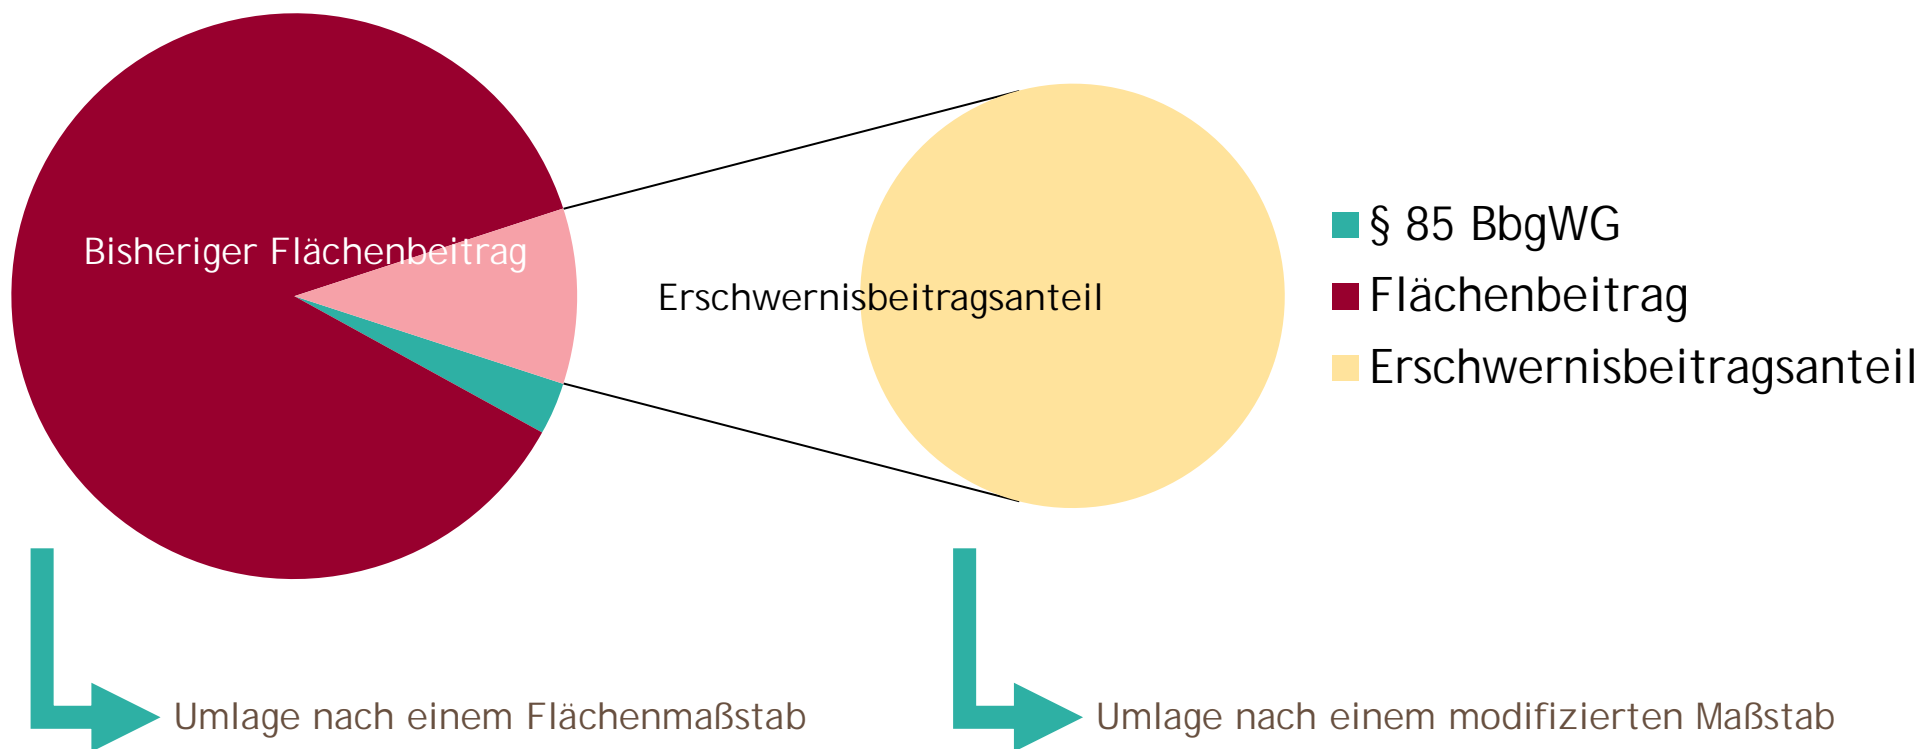 Bisheriger Flächenbeitrag
Erschwernisbeitragsanteil
§ 85 BbgWG
Flächenbeitrag
Erschwernisbeitragsanteil
Umlage nach einem Flächenmaßstab
Umlage nach einem modifizierten Maßstab